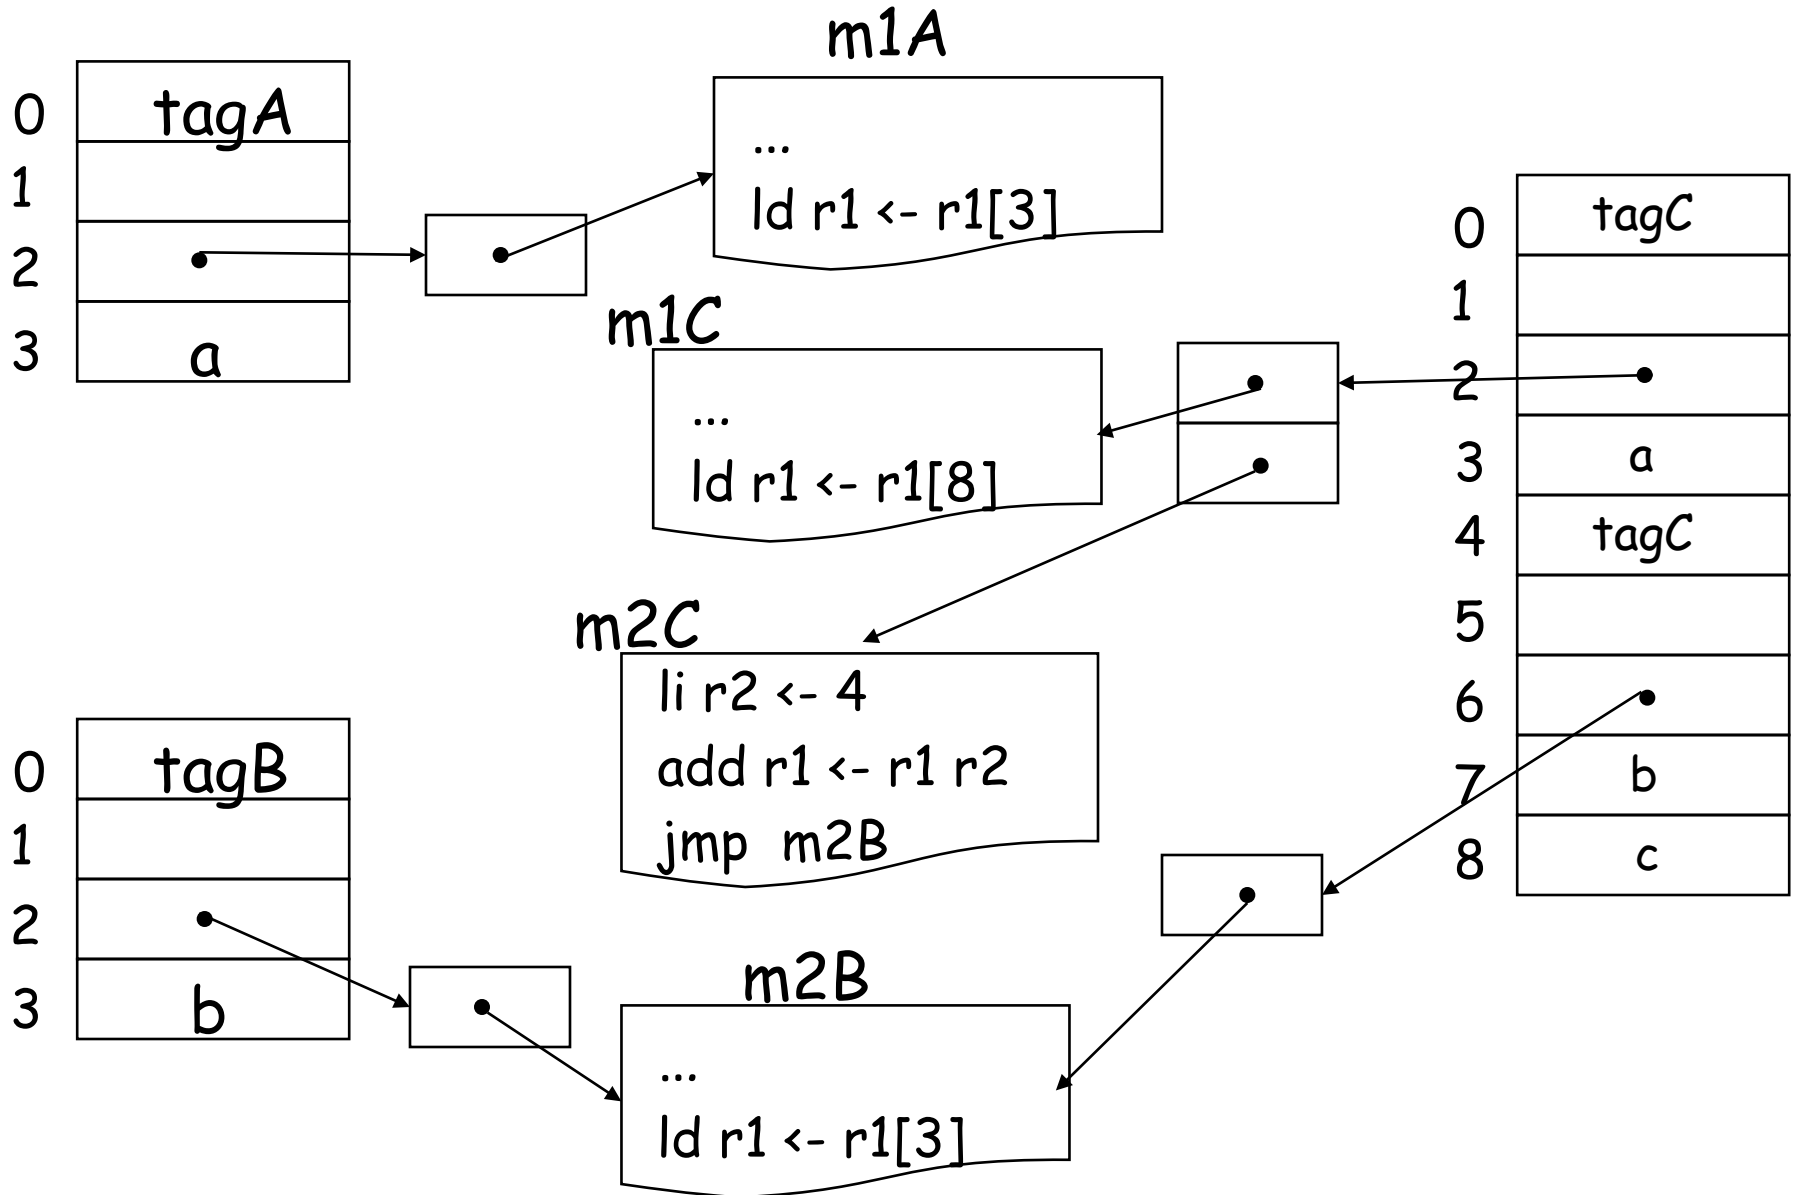 m1A
0 tagA
1
2
3 a
...
ld r1 <- r1[3]
m1C
...
ld r1 <- r1[8]
0 tagC
1
2
3 a
4 tagC
5
6
7 b
8 c
m2C
li r2 <- 4
add r1 <- r1 r2
jmp m2B
0 tagB
1
2
3 b
m2B
...
ld r1 <- r1[3]